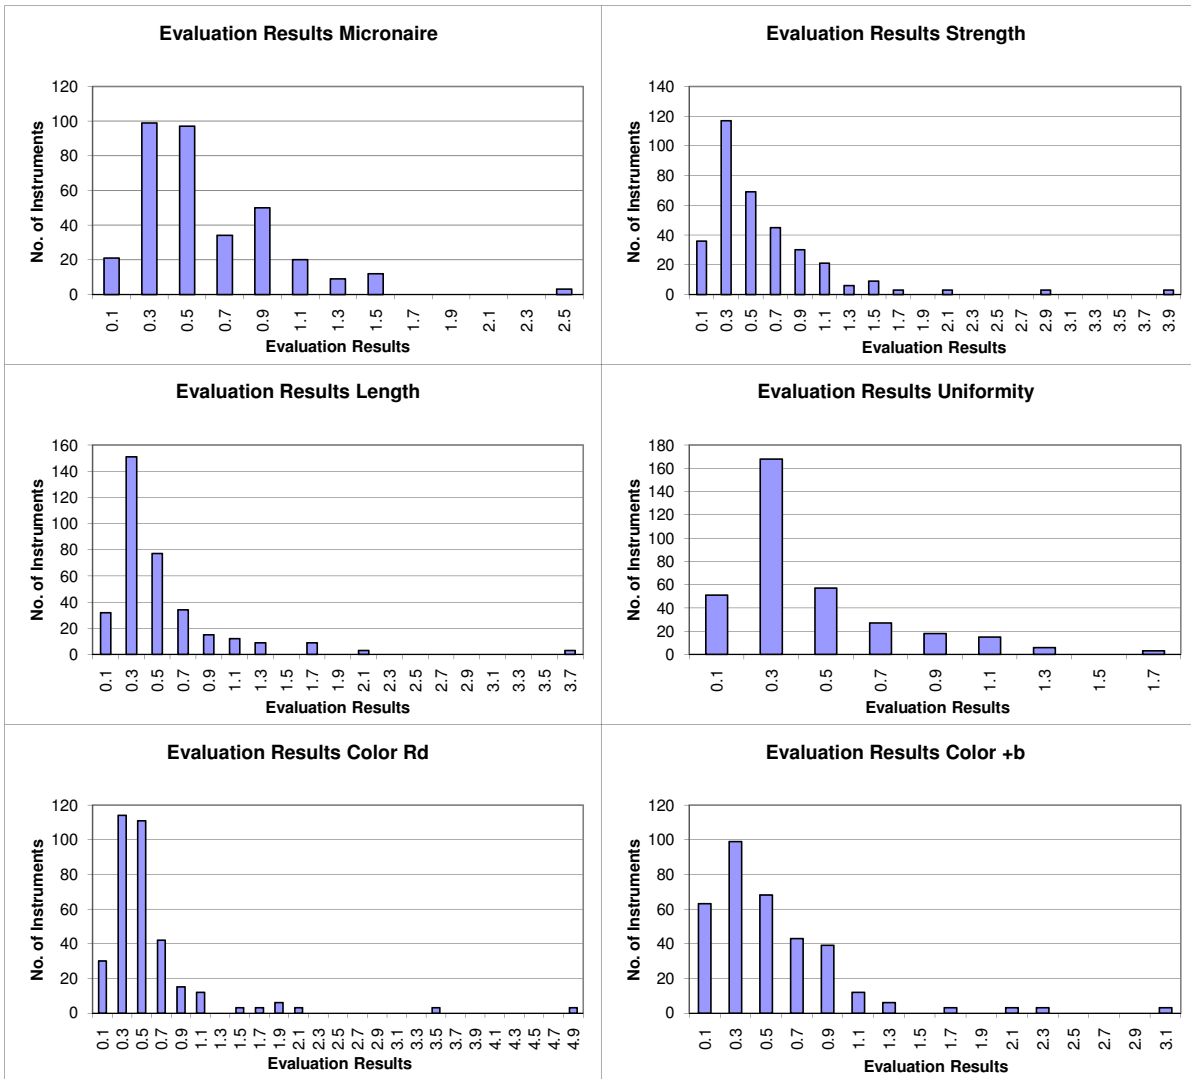 Evaluation Results Micronaire
No. of Instruments
120
100
80
60
40
20
0
0.1 0.3 0.5 0.7 0.9 1.1 1.3 1.5 1.7 1.9 2.1 2.3 2.5
Evaluation Results
Evaluation Results Strength
No. of Instruments
140
120
100
80
60
40
20
0
0.1 0.3 0.5 0.7 0.9 1.1 1.3 1.5 1.7 1.9 2.1 2.3 2.5 2.7 2.9 3.1 3.3 3.5 3.7 3.9
Evaluation Results
Evaluation Results Length
No. of Instruments
160
140
120
100
80
60
40
20
0
0.1 0.3 0.5 0.7 0.9 1.1 1.3 1.5 1.7 1.9 2.1 2.3 2.5 2.7 2.9 3.1 3.3 3.5 3.7
Evaluation Results
Evaluation Results Uniformity
No. of Instruments
180
160
140
120
100
80
60
40
20
0
0.1 0.3 0.5 0.7 0.9 1.1 1.3 1.5 1.7
Evaluation Results
Evaluation Results Color Rd
No. of Instruments
120
100
80
60
40
20
0
0.1 0.3 0.5 0.7 0.9 1.1 1.3 1.5 1.7 1.9 2.1 2.3 2.5 2.7 2.9 3.1 3.3 3.5 3.7 3.9 4.1 4.3 4.5 4.7 4.9
Evaluation Results
Evaluation Results Color +b
No. of Instruments
120
100
80
60
40
20
0
0.1 0.3 0.5 0.7 0.9 1.1 1.3 1.5 1.7 1.9 2.1 2.3 2.5 2.7 2.9 3.1
Evaluation Results